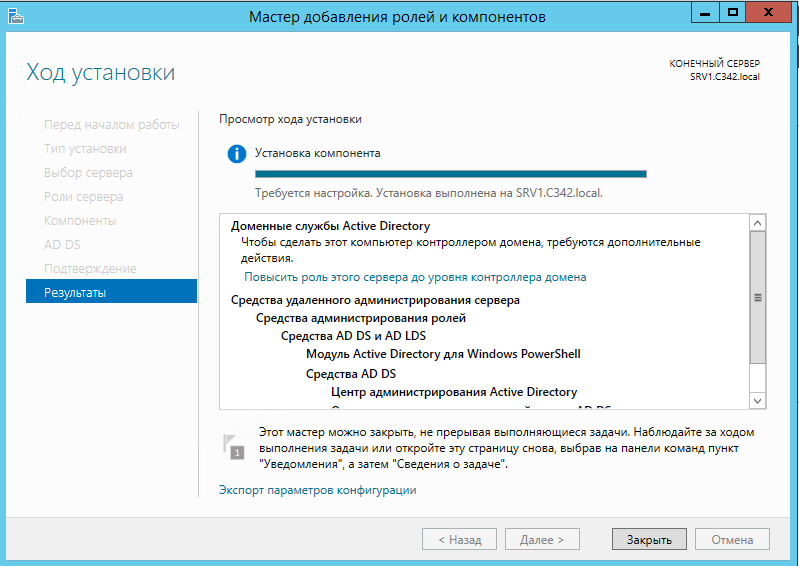 Мастер добавления ролей и компонентов
Ход установки
КОНЕЧНЫЙ СЕРВЕР
SRV1.C342.local
Перед началом работы
Тип установки
Выбор сервера
Роли сервера
Компоненты
AD DS
Подтверждение
Результаты
Просмотр хода установки
Установка компонента
Требуется настройка. Установка выполнена на SRV1.C342.local.
Доменные службы Active Directory
Чтобы сделать этот компьютер контроллером домена, требуются дополнительные
действия.
Повысить роль этого сервера до уровня контроллера домена
Средства удаленного администрирования сервера
Средства администрирования ролей
Средства AD DS и AD LDS
Модуль Active Directory для Windows PowerShell
Средства AD DS
Центр администрирования Active Directory
1
Этот мастер можно закрыть, не прерывая выполняющиеся задачи. Наблюдайте за ходом
выполнения задачи или откройте эту страницу снова, выбрав на панели команд пункт
"Уведомления", а затем "Сведения о задаче".
Экспорт параметров конфигурации
< Назад
Далее >
Закрыть
Отмена